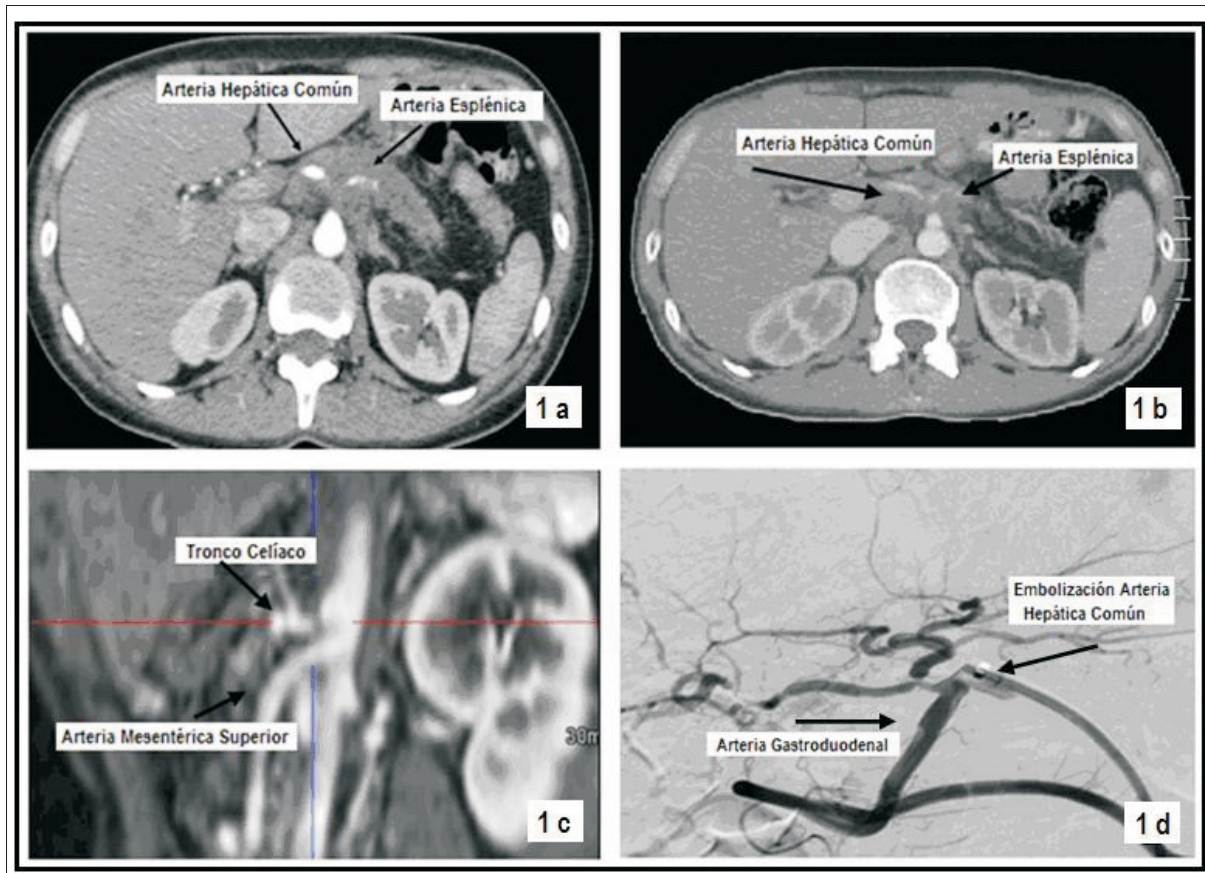 Arteria Hepática Común
Arteria Esplénica
1 a
Arteria Hepática Común
Arteria Esplénica
1 b
Tronco Celíaco
Arteria Mesentérica Superior
30m
1 c
Embolización Arteria
Hepática Común
Arteria Gastroduodenal
1 d